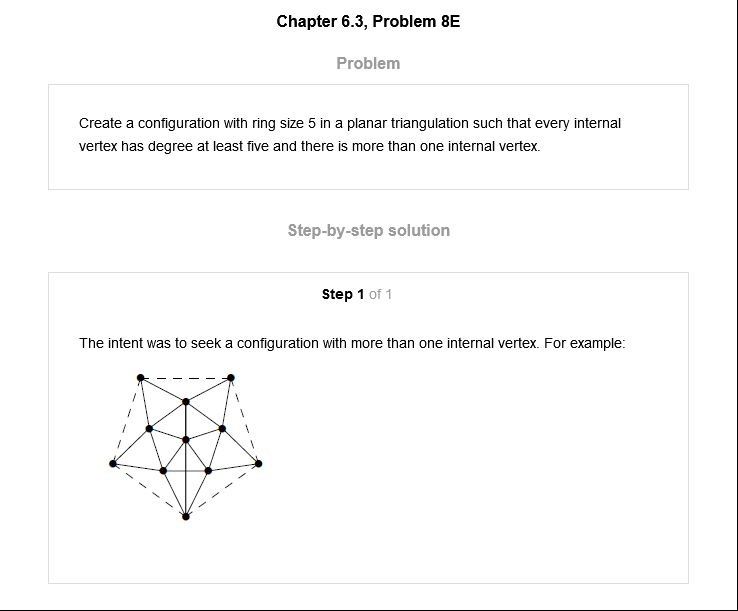 Chapter 6.3, Problem 8E
Problem
Create a configuration with ring size 5 in a planar triangulation such that every internal
vertex has degree at least five and there is more than one internal vertex.
Step-by-step solution
Step 1 of 1
The intent was to seek a configuration with more than one internal vertex. For example: